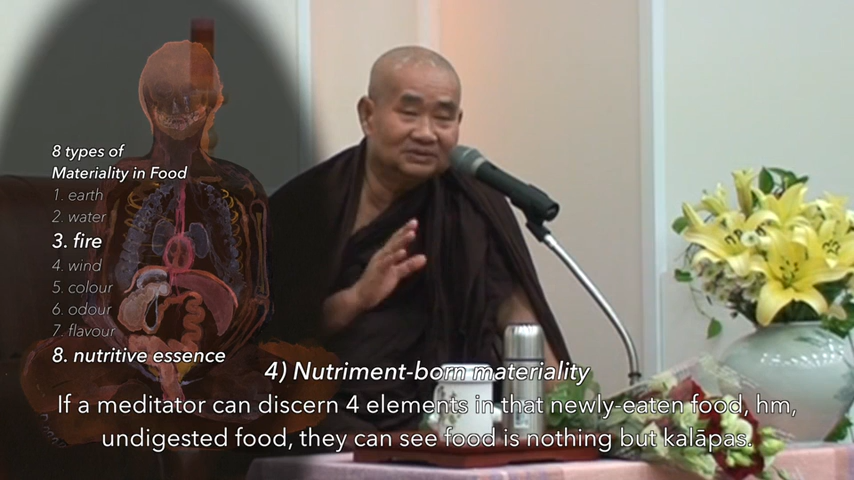 8 types of
Materiality in Food
1. earth
2. water
3. fire
4. wind
5. colour
6. odour
7. flavour
8. nutritive essence
4) Nutriment-born materiality
If a meditator can discern 4 elements in that newly-eaten food, hm,
undigested food, they can see food is nothing but kalāpas.